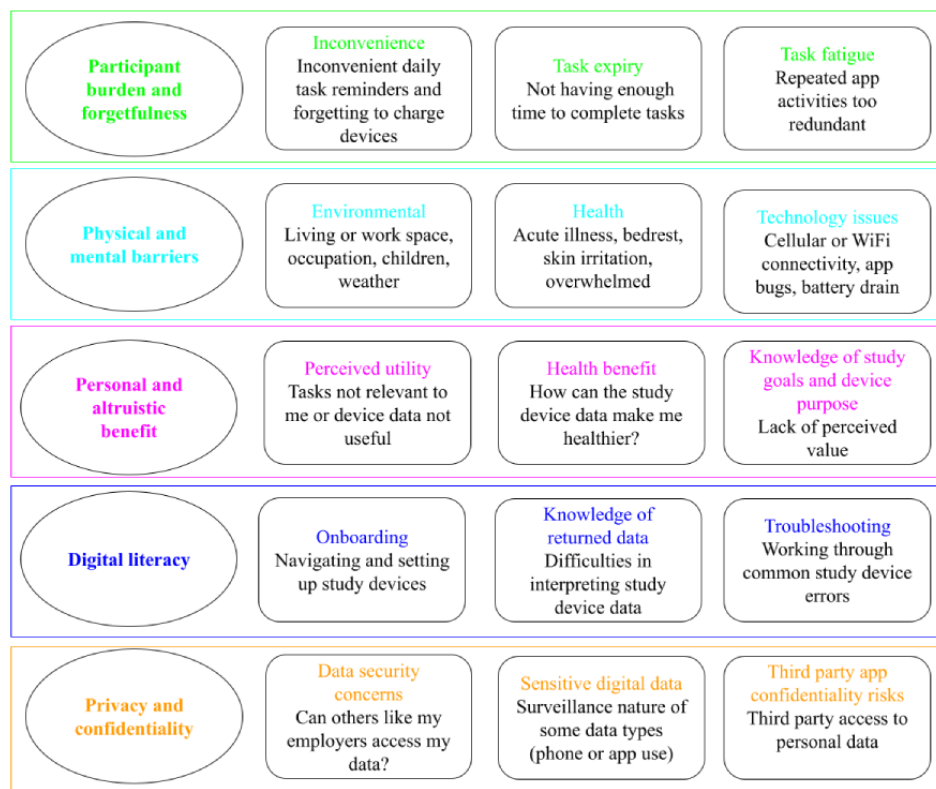 Participant
burden and
forgetfulness
Inconvenience
Inconvenient daily
task reminders and
forgetting to charge
devices
Task expiry
Not having enough
time to complete tasks
Task fatigue
Repeated app
activities too
redundant
Physical and
mental barriers
Environmental
Living or work space,
occupation, children,
weather
Health
Acute illness, bedrest,
skin irritation,
overwhelmed
Technology issues
Cellular or WiFi
connectivity, app
bugs, battery drain
Personal and
altruistic
benefit
Perceived utility
Tasks not relevant to
me or device data not
useful
Health benefit
How can the study
device data make me
healthier?
Knowledge of study
goals and device
purpose
Lack of perceived
value
Digital literacy
Onboarding
Navigating and setting
up study devices
Knowledge of
returned data
Difficulties in
interpreting study
device data
Troubleshooting
Working through
common study device
errors
Privacy and
confidentiality
Data security
concerns
Can others like my
employers access my
data?
Sensitive digital data
Surveillance nature of
some data types
(phone or app use)
Third party app
confidentiality risks
Third party access to
personal data